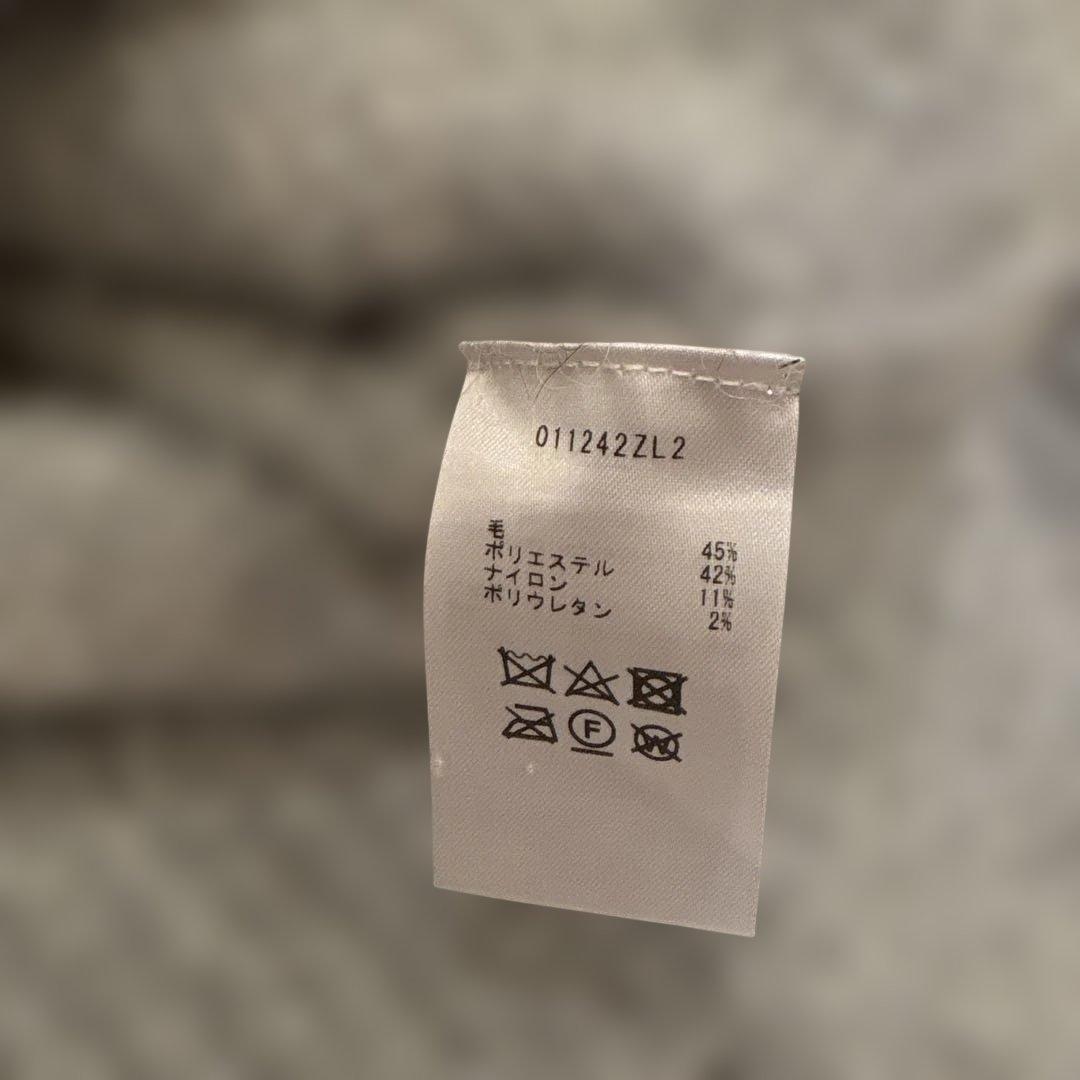 011242ZL2
毛 45%
ポリエステル 42%
ナイロン 11%
ポリウレタン 2%
F
W